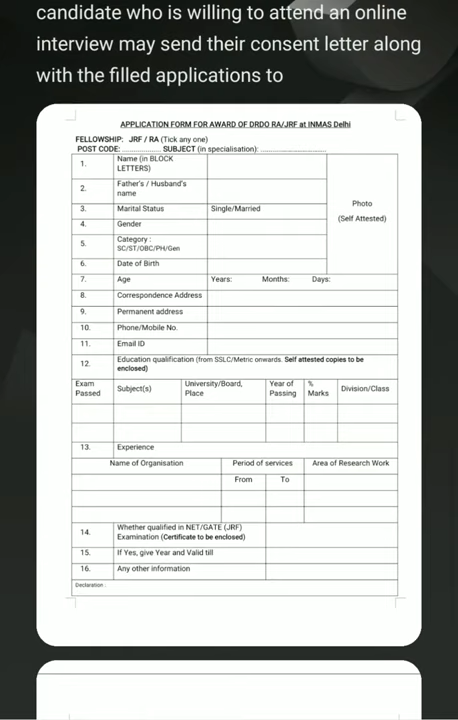 candidate who is willing to attend an online
interview may send their consent letter along
with the filled applications to
APPLICATION FORM FOR AWARD OF DRDO RA/JRF at INMAS Delhi
FELLOWSHIP: JRF / RA (Tick any one)
POST CODE: .................. SUBJECT (in specialisation): ..............................
1. Name (in BLOCK
LETTERS)
2. Father's / Husband's
name
Photo
(Self Attested)
3. Marital Status Single/Married
4. Gender
5. Category :
SC/ST/OBC/PH/Gen
6. Date of Birth
7. Age Years: Months: Days:
8. Correspondence Address
9. Permanent address
10. Phone/Mobile No.
11. Email ID
12. Education qualification (from SSLC/Metric onwards. Self attested copies to be
enclosed)
Exam
Passed
Subject(s)
University/Board,
Place
Year of
Passing
%
Marks
Division/Class
13. Experience
Name of Organisation Period of services Area of Research Work
From To
14. Whether qualified in NET/GATE (JRF)
Examination (Certificate to be enclosed)
15. If Yes, give Year and Valid till
16. Any other information
Declaration :